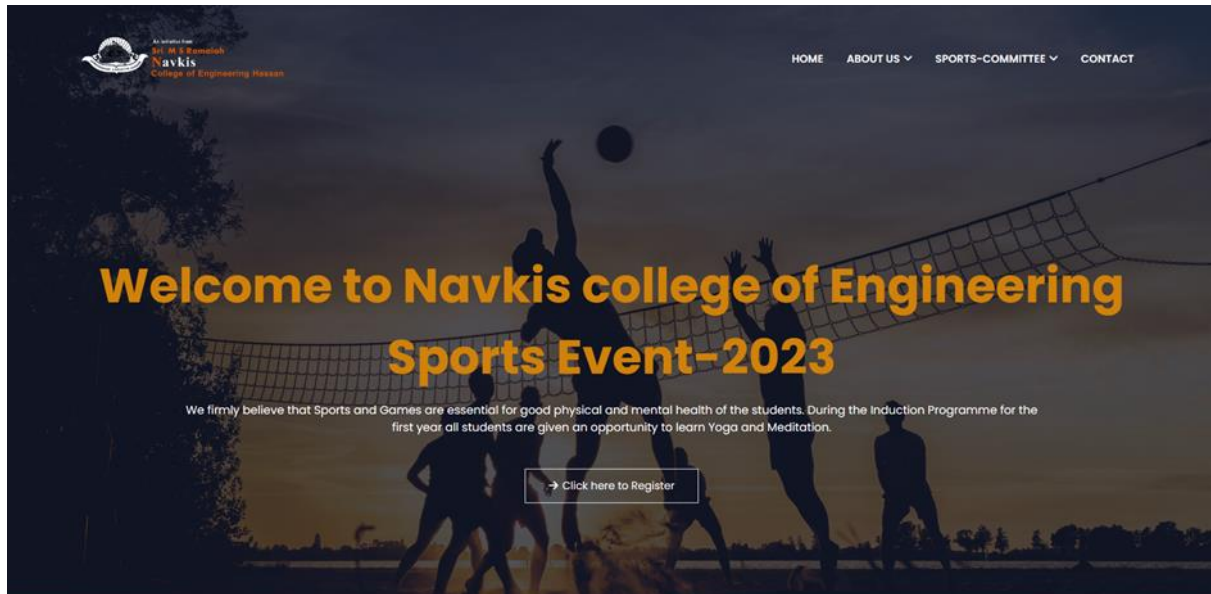 An initiative from
Sri. M S Ramaiah
Navkis
College of Engineering Hassan
HOME ABOUT US SPORTS-COMMITTEE CONTACT
Welcome to Navkis college of Engineering
Sports Event-2023
We firmly believe that Sports and Games are essential for good physical and mental health of the students. During the Induction Programme for the
first year all students are given an opportunity to learn Yoga and Meditation.
→ Click here to Register